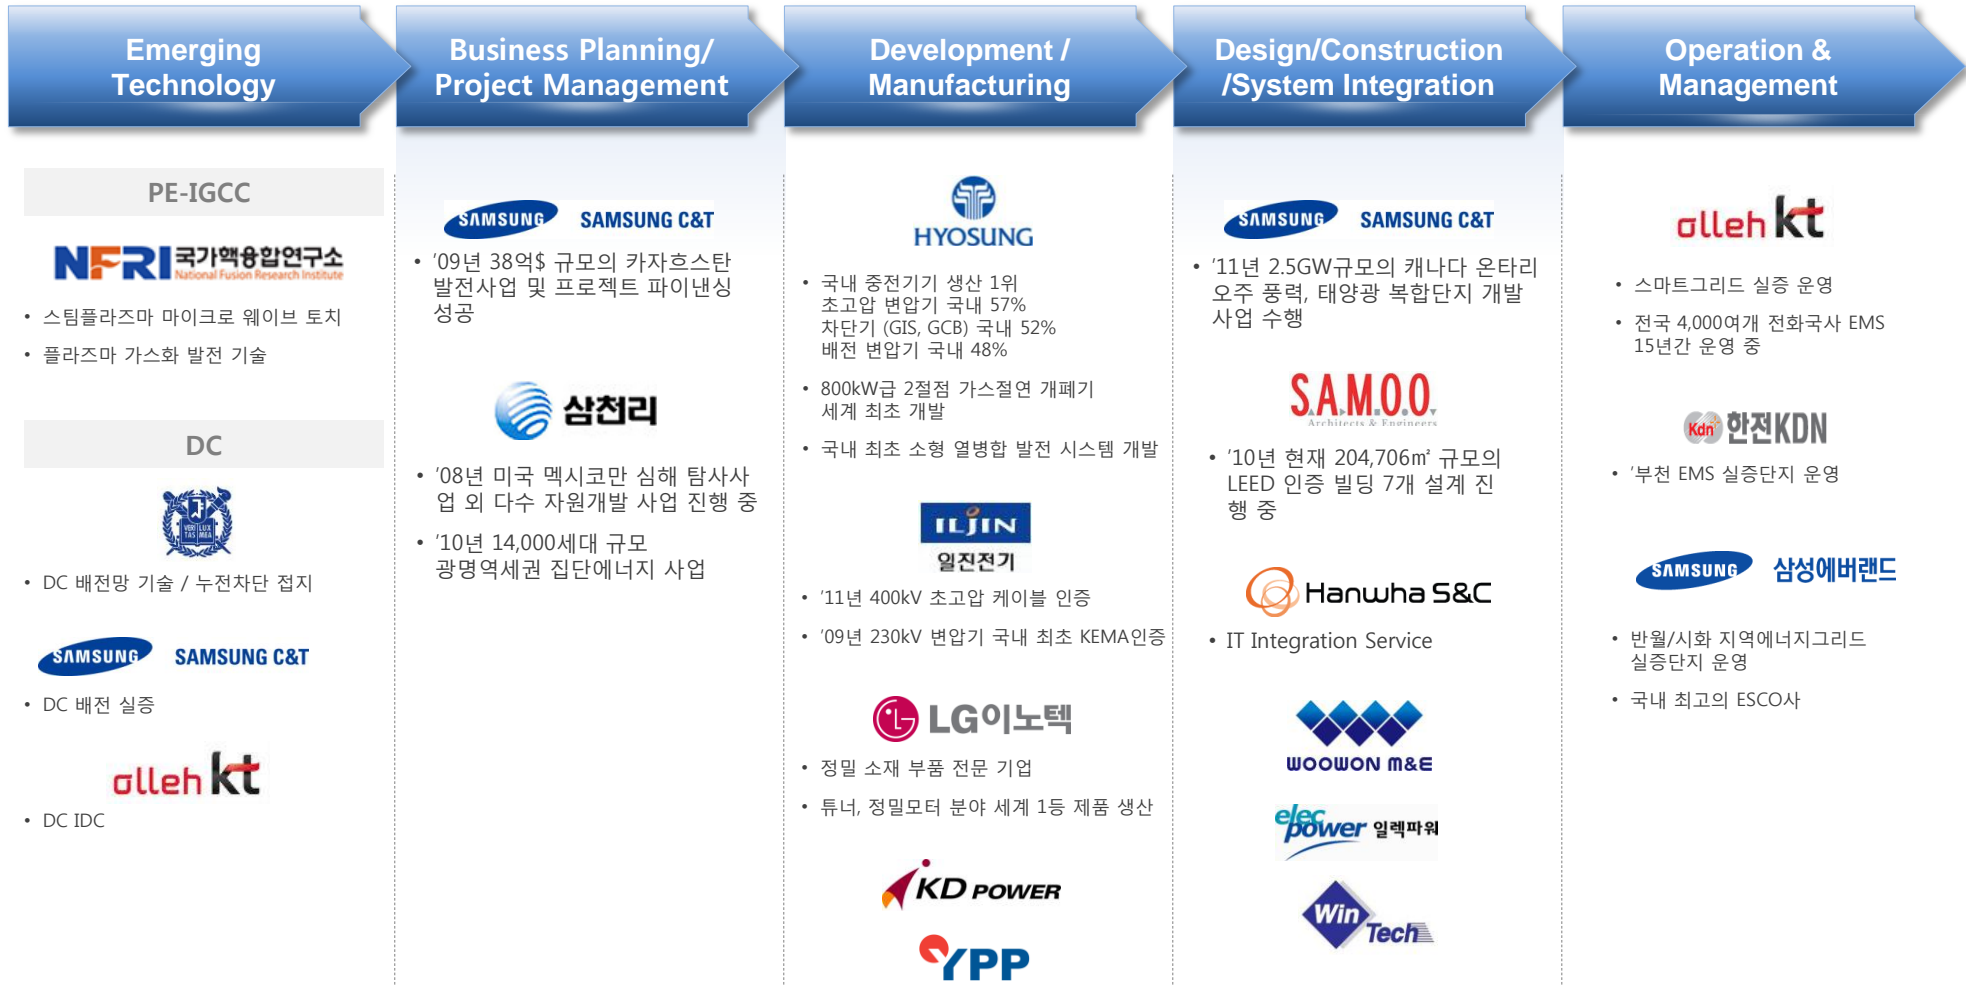 Emerging
Technology
Business Planning/
Project Management
Development /
Manufacturing
Design/Construction
/System Integration
Operation &
Management
PE-IGCC
NFRI 국가핵융합연구소
National Fusion Research Institute
• 스팀플라즈마 마이크로 웨이브 토치
• 플라즈마 가스화 발전 기술
DC
VERI LUX
TAS MEA
• DC 배전망 기술 / 누전차단 접지
SAMSUNG SAMSUNG C&T
• DC 배전 실증
olleh kt
• DC IDC
SAMSUNG SAMSUNG C&T
• '09년 38억$ 규모의 카자흐스탄
발전사업 및 프로젝트 파이낸싱
성공
삼천리
• '08년 미국 멕시코만 심해 탐사사
업 외 다수 자원개발 사업 진행 중
• '10년 14,000세대 규모
광명역세권 집단에너지 사업
HYOSUNG
• 국내 중전기기 생산 1위
초고압 변압기 국내 57%
차단기 (GIS, GCB) 국내 52%
배전 변압기 국내 48%
• 800kW급 2절점 가스절연 개폐기
세계 최초 개발
• 국내 최초 소형 열병합 발전 시스템 개발
ILJIN
일진전기
• '11년 400kV 초고압 케이블 인증
• '09년 230kV 변압기 국내 최초 KEMA인증
LG이노텍
• 정밀 소재 부품 전문 기업
• 튜너, 정밀모터 분야 세계 1등 제품 생산
KD POWER
YPP
SAMSUNG SAMSUNG C&T
• '11년 2.5GW규모의 캐나다 온타리
오주 풍력, 태양광 복합단지 개발
사업 수행
S.A.M.O.O.
Architects & Engineers
• '10년 현재 204,706㎡ 규모의
LEED 인증 빌딩 7개 설계 진
행 중
Hanwha S&C
• IT Integration Service
WOOWON M&E
elec
power 일렉파워
Win
Tech
olleh kt
• 스마트그리드 실증 운영
• 전국 4,000여개 전화국사 EMS
15년간 운영 중
Kdn 한전KDN
• '부천 EMS 실증단지 운영
SAMSUNG 삼성에버랜드
• 반월/시화 지역에너지그리드
실증단지 운영
• 국내 최고의 ESCO사